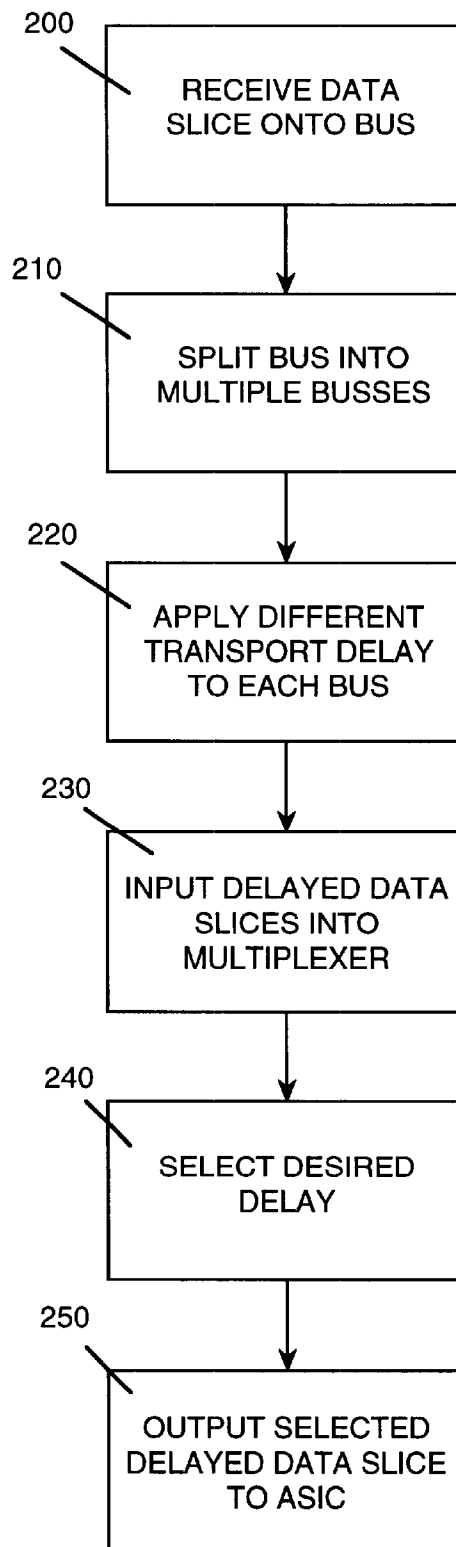 200
RECEIVE DATA
SLICE ONTO BUS
210
SPLIT BUS INTO
MULTIPLE BUSSES
220
APPLY DIFFERENT
TRANSPORT DELAY
TO EACH BUS
230
INPUT DELAYED DATA
SLICES INTO
MULTIPLEXER
240
SELECT DESIRED
DELAY
250
OUTPUT SELECTED
DELAYED DATA SLICE
TO ASIC